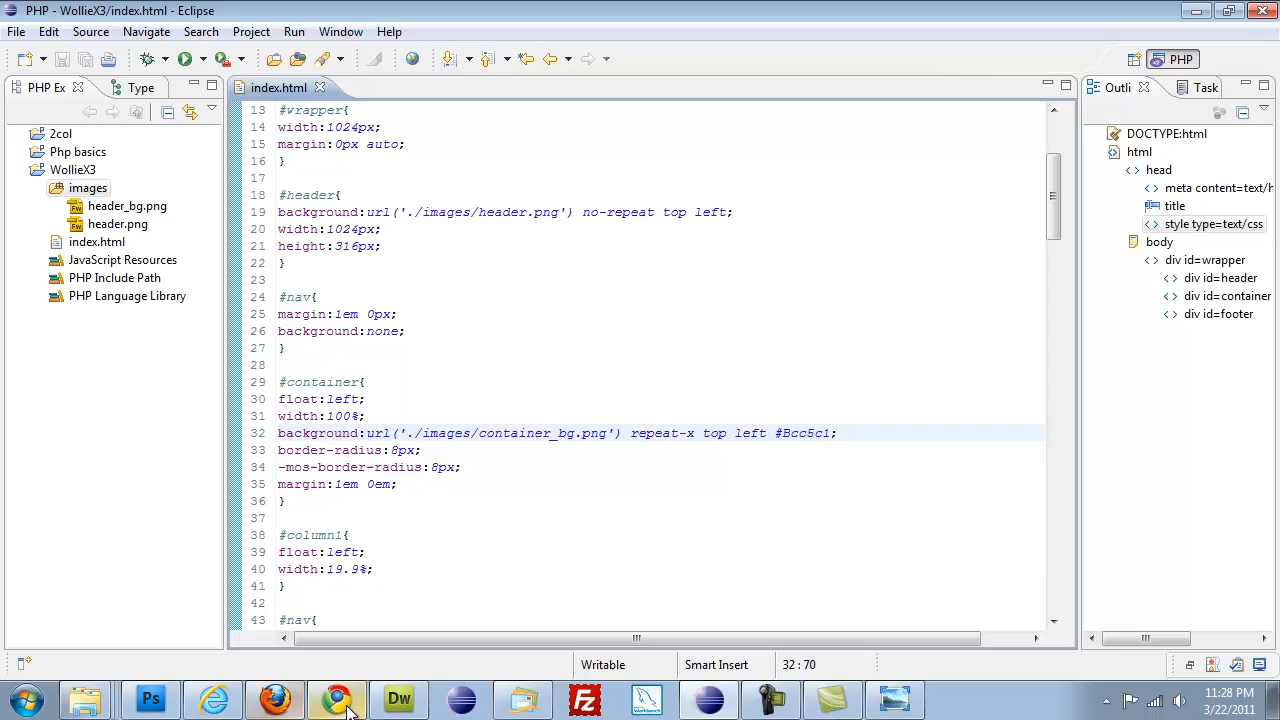 PHP - WollieX3/index.html - Eclipse
File Edit Source Navigate Search Project Run Window Help
PHP
PHP Ex Type
index.html
Outli Task
2col
Php basics
WollieX3
images
header_bg.png
header.png
index.html
JavaScript Resources
PHP Include Path
PHP Language Library
13 #wrapper{
14 width:1024px;
15 margin:0px auto;
16 }
17
18 #header{
19 background:url('./images/header.png') no-repeat top left;
20 width:1024px;
21 height:316px;
22 }
23
24 #nav{
25 margin:1em 0px;
26 background:none;
27 }
28
29 #container{
30 float:left;
31 width:100%;
32 background:url('./images/container_bg.png') repeat-x top left #Bcc5c1;
33 border-radius:8px;
34 -mos-border-radius:8px;
35 margin:1em 0em;
36 }
37
38 #column1{
39 float:left;
40 width:19.9%;
41 }
42
43 #nav{
DOCTYPE:html
html
head
meta content=text/h
title
style type=text/css
body
div id=wrapper
div id=header
div id=container
div id=footer
Writable Smart Insert 32 : 70
Ps Dw Fz
MySQL Workbench
11:28 PM
3/22/2011